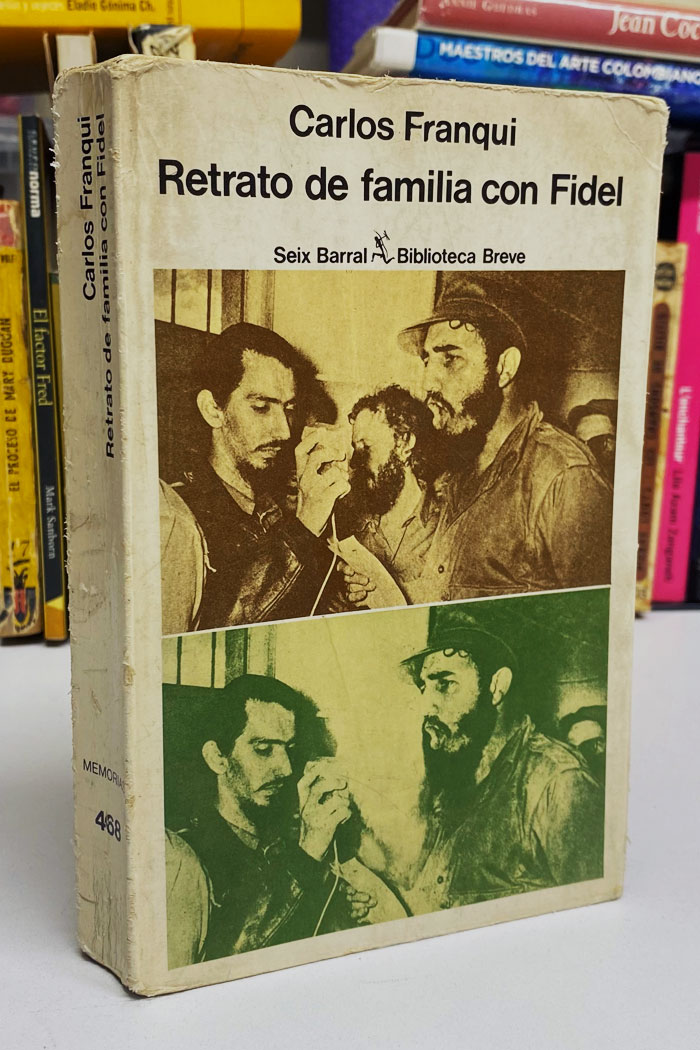 Carlos Franqui
Retrato de familia con Fidel
Seix Barral Biblioteca Breve
Carlos Franqui
Retrato de familia con Fidel
MEMORIA
468
Eladio Gónima Ch.
Jean Coc
MAESTROS DEL ARTE COLOMBIANO
norma
El factor Fred
Mark Sanborn
EL PROCESO DE MARY DUGGAN